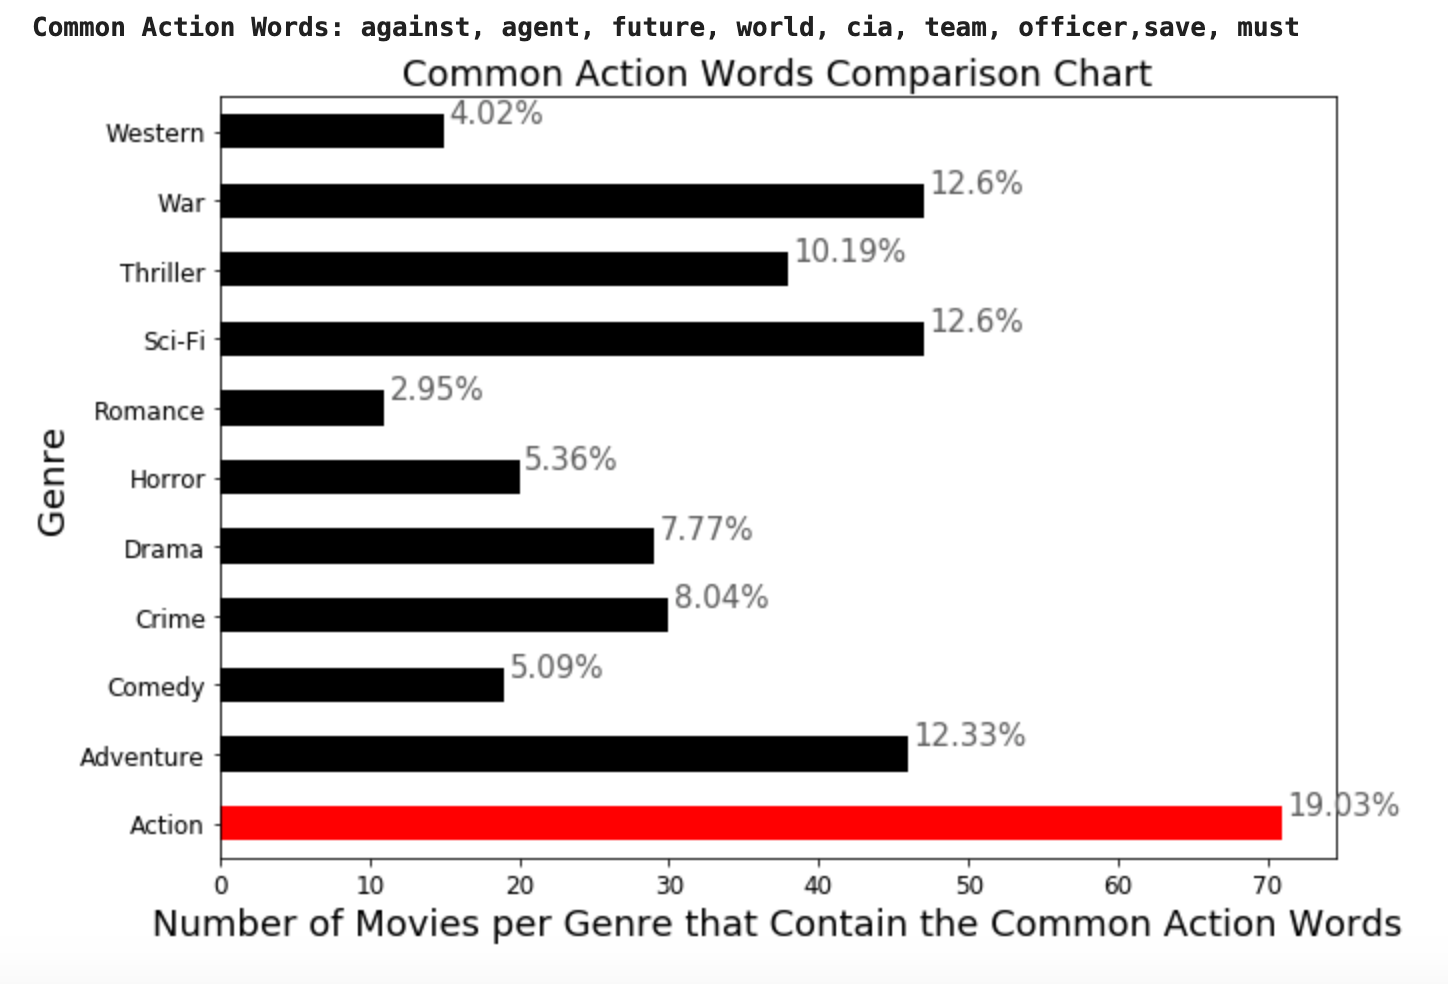 Common Action Words: against, agent, future, world, cia, team, officer,save, must
Common Action Words Comparison Chart
Western 4.02%
War 12.6%
Thriller 10.19%
Sci-Fi 12.6%
Romance 2.95%
Horror 5.36%
Genre
Drama 7.77%
Crime 8.04%
Comedy 5.09%
Adventure 12.33%
Action 19.03%
0 10 20 30 40 50 60 70
Number of Movies per Genre that Contain the Common Action Words